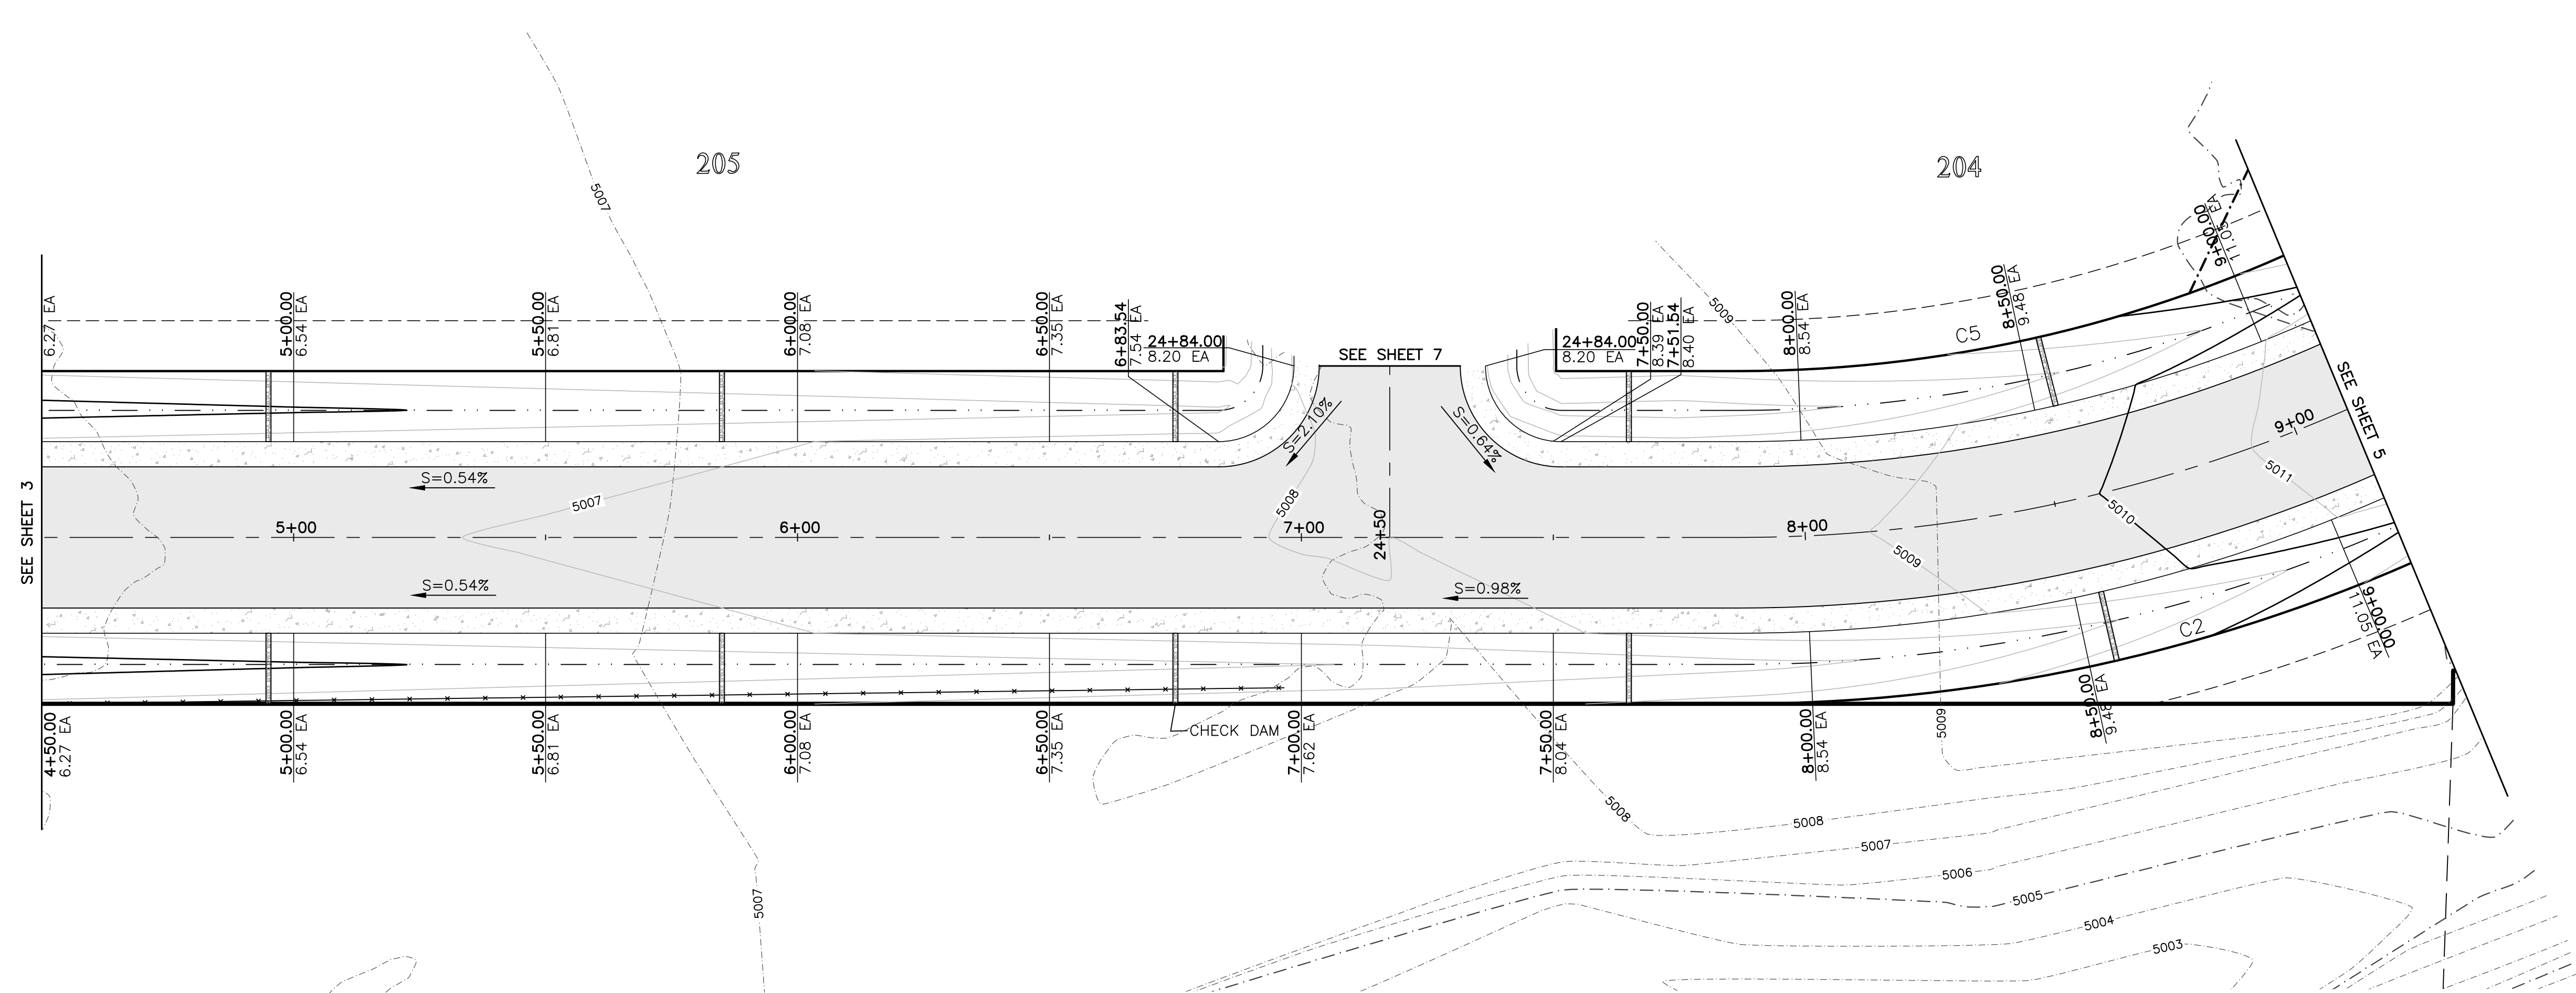 205
204
5007
5009
6.27 EA
5+00.00
6.54 EA
5+50.00
6.81 EA
6+00.00
7.08 EA
6+50.00
7.35 EA
6+83.54
7.54 EA
24+84.00
8.20 EA
SEE SHEET 7
24+84.00
8.20 EA
7+50.00
8.39 EA
7+51.54
8.40 EA
8+00.00
8.54 EA
C5
8+50.00
9.48 EA
9+00.00
11.05 EA
SEE SHEET 3
S=0.54%
5007
5+00
6+00
S=2.10%
5008
7+00
24+50
S=0.64%
8+00
5009
5010
9+00
5011
SEE SHEET 5
S=0.54%
S=0.98%
C2
9+00.00
11.05 EA
CHECK DAM
4+50.00
6.27 EA
5+00.00
6.54 EA
5+50.00
6.81 EA
6+00.00
7.08 EA
6+50.00
7.35 EA
7+00.00
7.62 EA
7+50.00
8.04 EA
8+00.00
8.54 EA
8+50.00
9.48 EA
5009
5008
5008
5007
5006
5005
5004
5003
5007